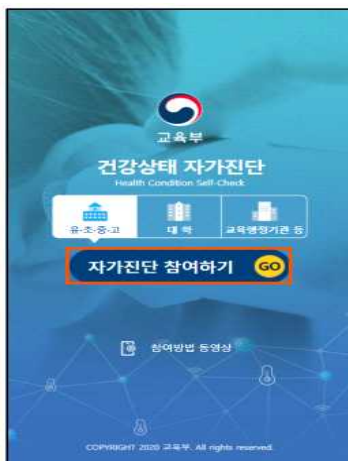 교육부
건강상태 자가진단
Health Condition Self-Check
유·초·중·고 대 학 교육행정기관 등
자가진단 참여하기 GO
참여방법 동영상
COPYRIGHT 2020 교육부. All rights reserved.